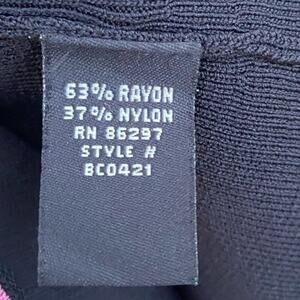 63% RAYON
37% NYLON
RN 86297
STYLE #
BC0421